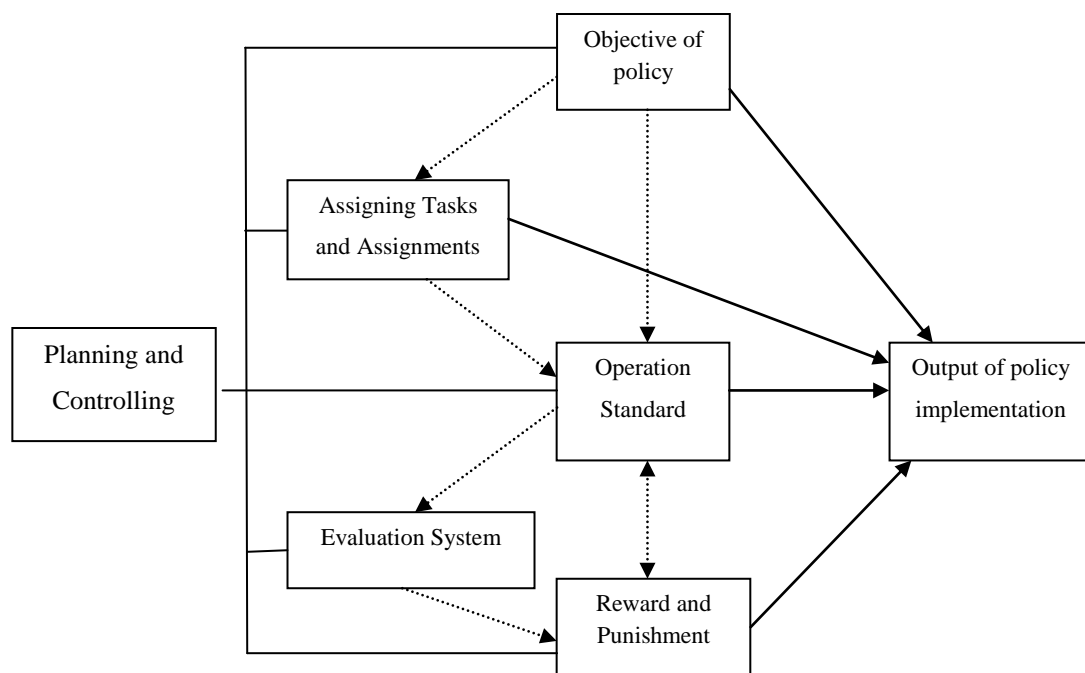 Objective of
policy
Assigning Tasks
and Assignments
Planning and
Controlling
Operation
Standard
Output of policy
implementation
Evaluation System
Reward and
Punishment